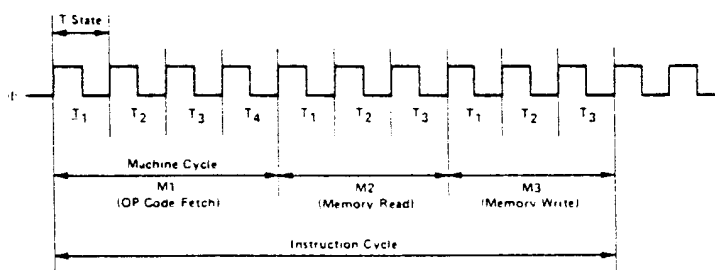 T State
Φ
T1 T2 T3 T4 T1 T2 T3 T1 T2 T3
Machine Cycle
M1 M2 M3
(OP Code Fetch) (Memory Read) (Memory Write)
Instruction Cycle